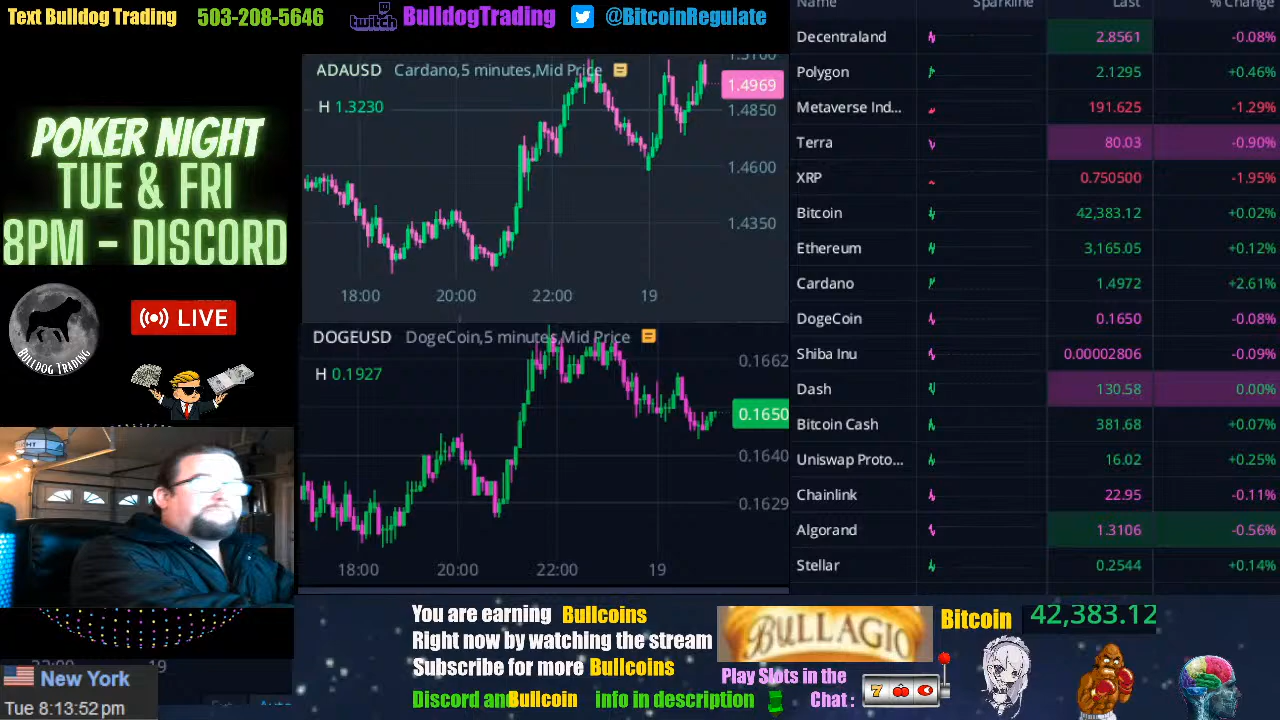 Text Bulldog Trading 503-208-5646 twitch BulldogTrading @BitcoinRegulate
POKER NIGHT
TUE & FRI
8PM - DISCORD
BULLDOG TRADING
LIVE
ADAUSD Cardano,5 minutes,Mid Price
H 1.3230
1.5100
1.4969
1.4850
1.4600
1.4350
18:00 20:00 22:00 19
DOGEUSD DogeCoin,5 minutes,Mid Price
H 0.1927
0.1662
0.1650
0.1640
0.1629
18:00 20:00 22:00 19
Name Sparkline Last % Change
Decentraland 2.8561 -0.08%
Polygon 2.1295 +0.46%
Metaverse Ind... 191.625 -1.29%
Terra 80.03 -0.90%
XRP 0.750500 -1.95%
Bitcoin 42,383.12 +0.02%
Ethereum 3,165.05 +0.12%
Cardano 1.4972 +2.61%
DogeCoin 0.1650 -0.08%
Shiba Inu 0.00002806 -0.09%
Dash 130.58 0.00%
Bitcoin Cash 381.68 +0.07%
Uniswap Proto... 16.02 +0.25%
Chainlink 22.95 -0.11%
Algorand 1.3106 -0.56%
Stellar 0.2544 +0.14%
You are earning Bullcoins
Right now by watching the stream
Subscribe for more Bullcoins
Discord and Bullcoin info in description
BULLAGIO
Play Slots in the
Chat :
7
Bitcoin 42,383.12
22:00 19
Auto
New York
Tue 8:13:52pm